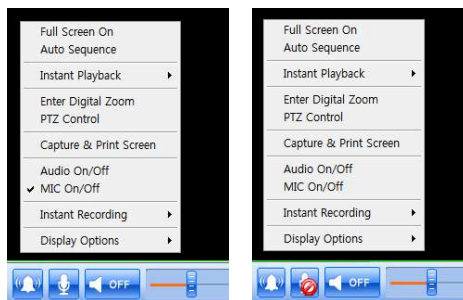 Full Screen On
Auto Sequence
Instant Playback
Enter Digital Zoom
PTZ Control
Capture & Print Screen
Audio On/Off
MIC On/Off
Instant Recording
Display Options
OFF
Full Screen On
Auto Sequence
Instant Playback
Enter Digital Zoom
PTZ Control
Capture & Print Screen
Audio On/Off
MIC On/Off
Instant Recording
Display Options
OFF